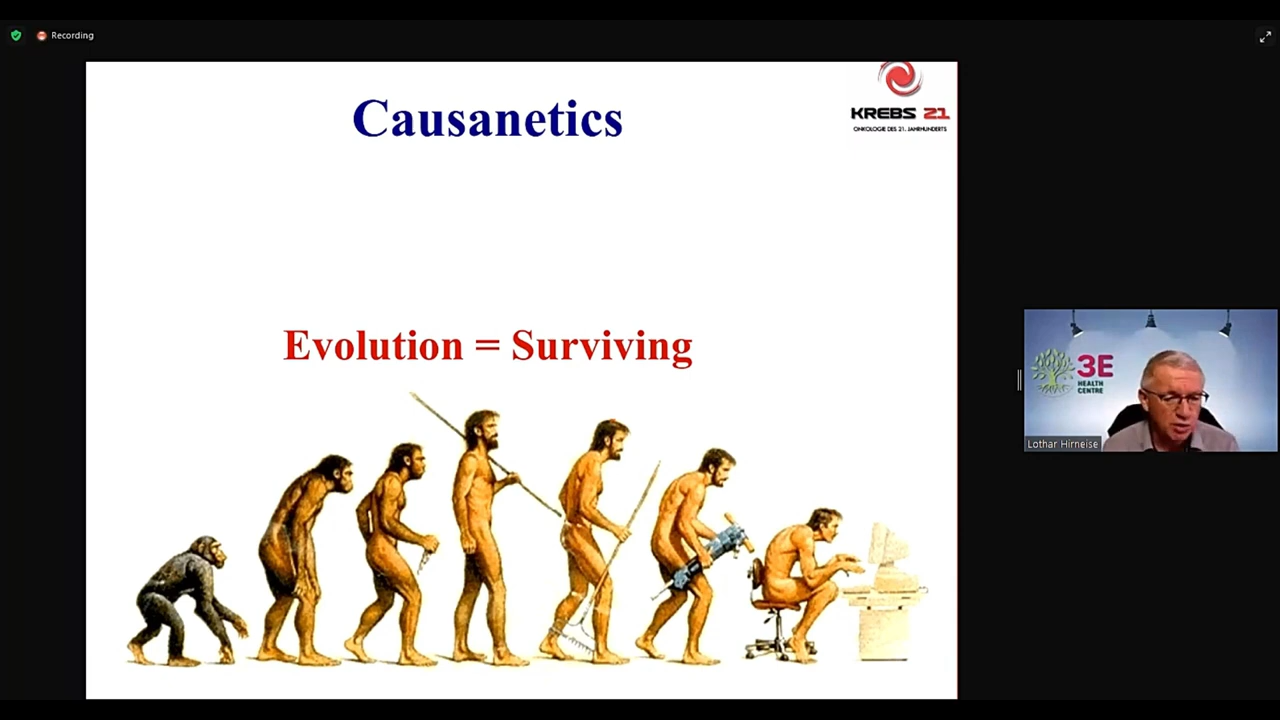 Recording
Causanetics
KREBS 21
ONKOLOGIE DES 21. JAHRHUNDERTS
Evolution = Surviving
3E
HEALTH
CENTRE
Lothar Hirneise